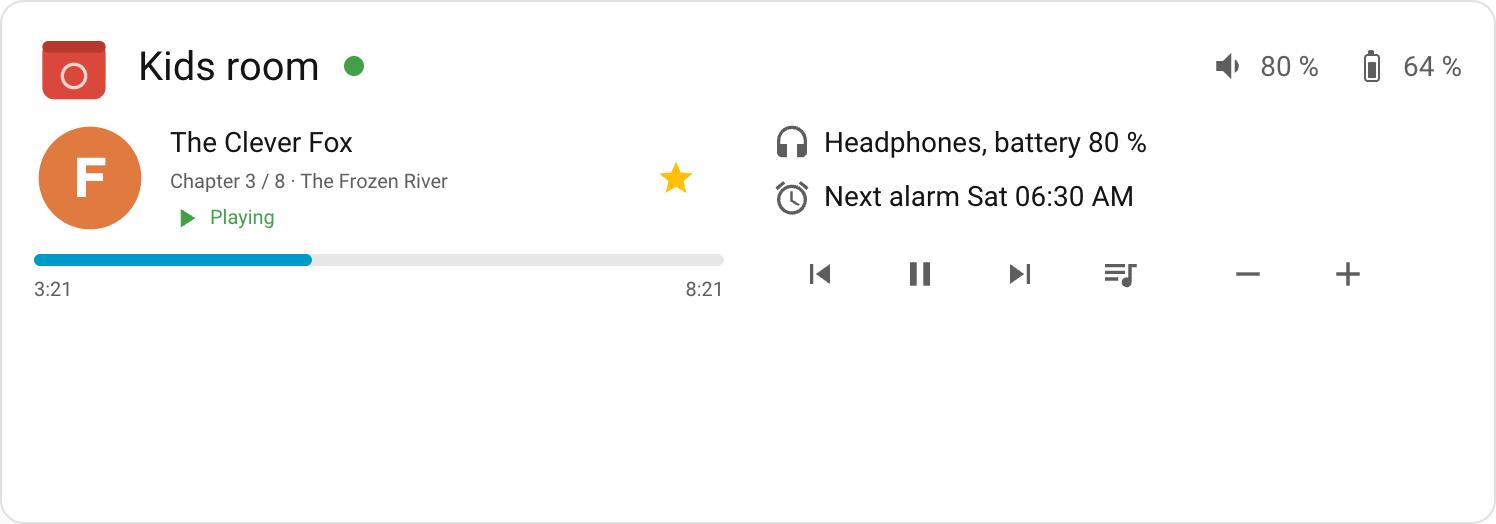 Kids room
80 %
64 %
F
The Clever Fox
Chapter 3 / 8 · The Frozen River
Playing
3:21
8:21
Headphones, battery 80 %
Next alarm Sat 06:30 AM